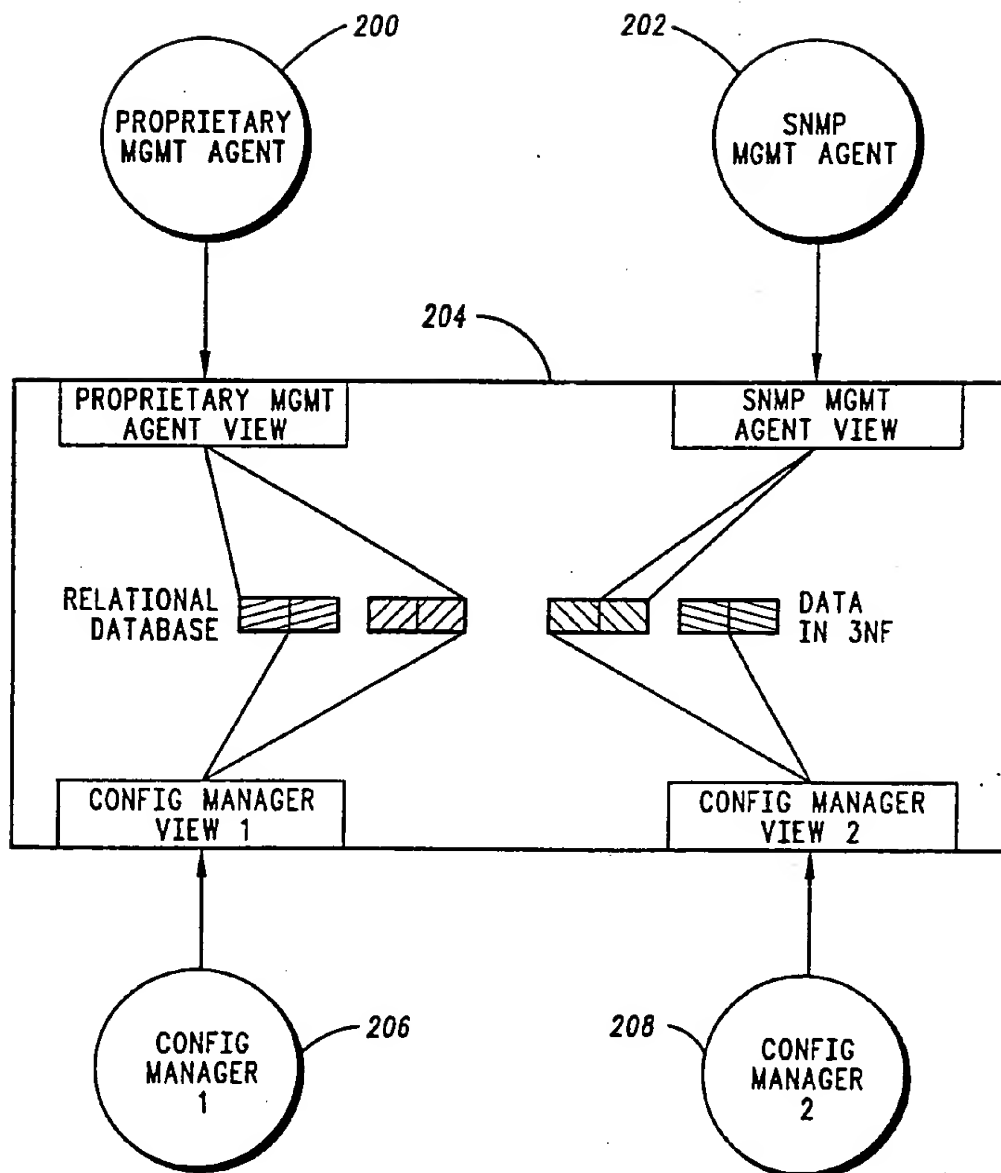 200
202
PROPRIETARY
MGMT AGENT
SNMP
MGMT AGENT
204
PROPRIETARY MGMT
AGENT VIEW
SNMP MGMT
AGENT VIEW
RELATIONAL
DATABASE
DATA
IN 3NF
CONFIG MANAGER
VIEW 1
CONFIG MANAGER
VIEW 2
CONFIG
MANAGER
1
206
208
CONFIG
MANAGER
2